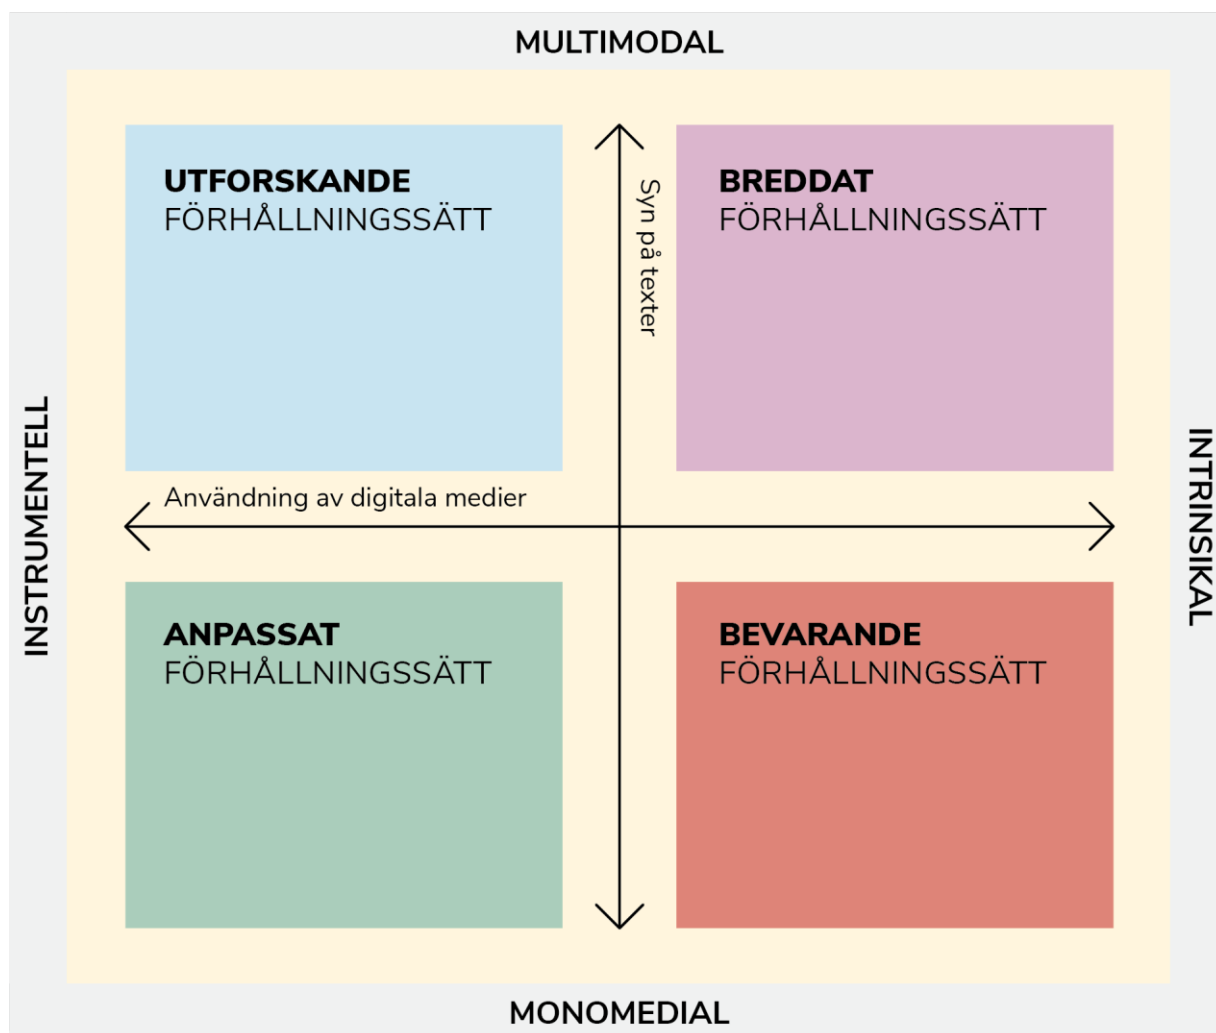 MULTIMODAL
UTFORSKANDE
FÖRHÅLLNINGSSÄTT
Syn på texter
BREDDAT
FÖRHÅLLNINGSSÄTT
INSTRUMENTELL
Användning av digitala medier
INTRINSIKAL
ANPASSAT
FÖRHÅLLNINGSSÄTT
BEVARANDE
FÖRHÅLLNINGSSÄTT
MONOMEDIAL